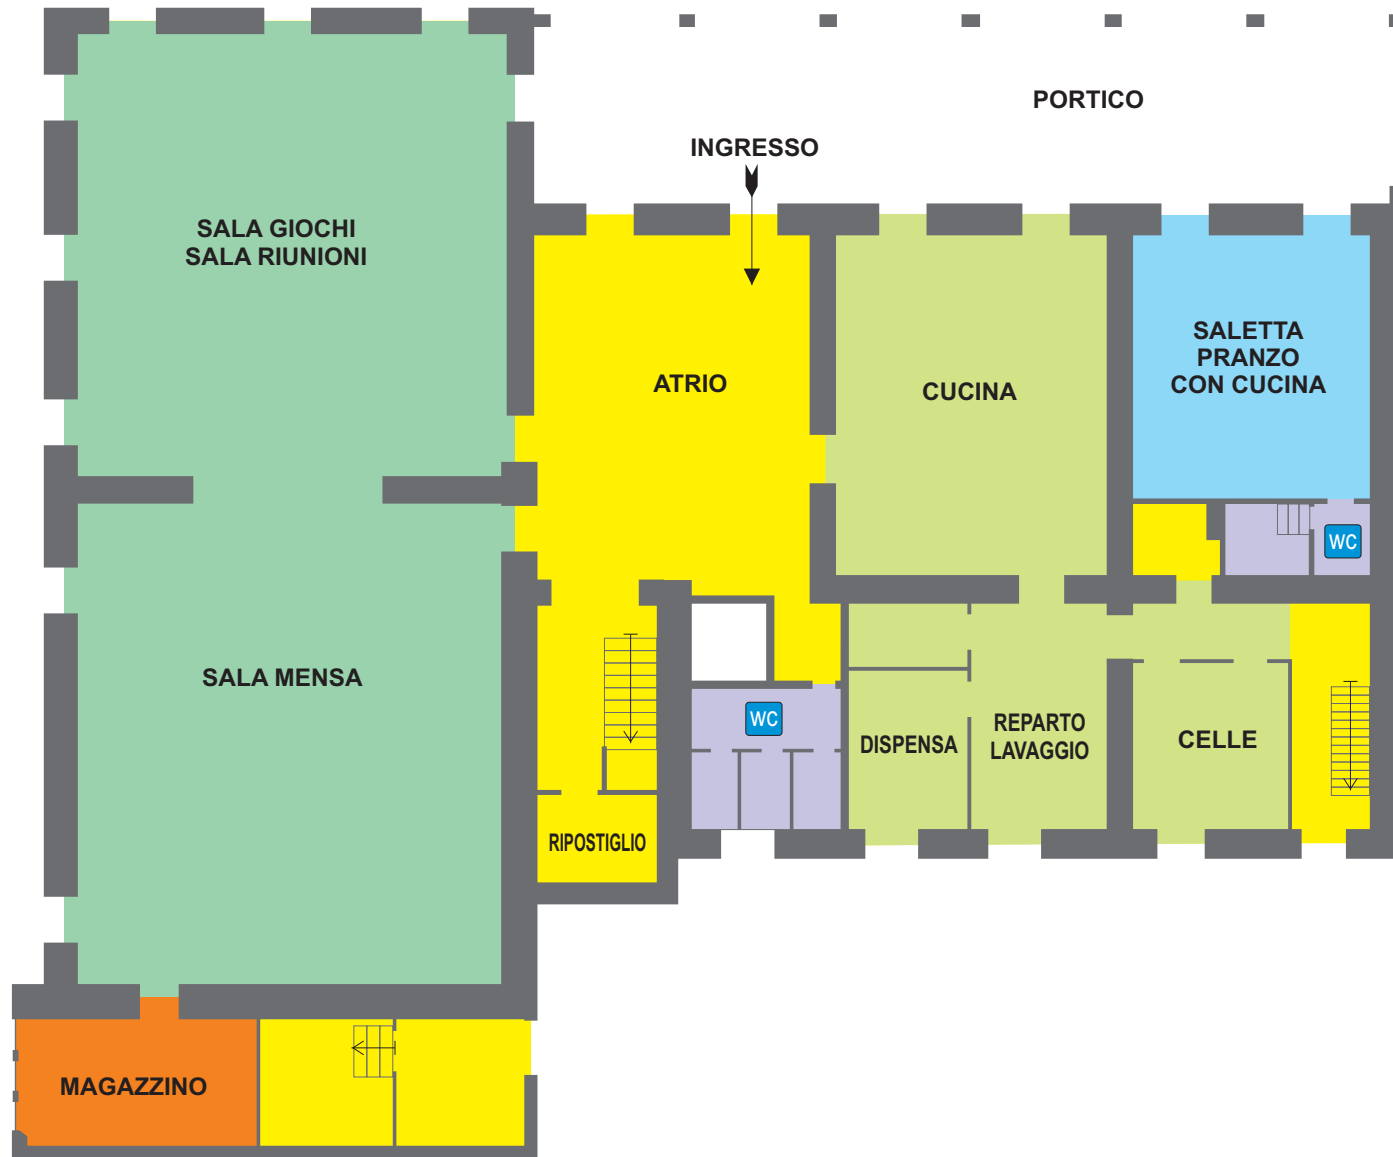 PORTICO
INGRESSO
SALA GIOCHI
SALA RIUNIONI
ATRIO
CUCINA
SALETTA
PRANZO
CON CUCINA
WC
SALA MENSA
WC
DISPENSA
REPARTO
LAVAGGIO
CELLE
RIPOSTIGLIO
MAGAZZINO